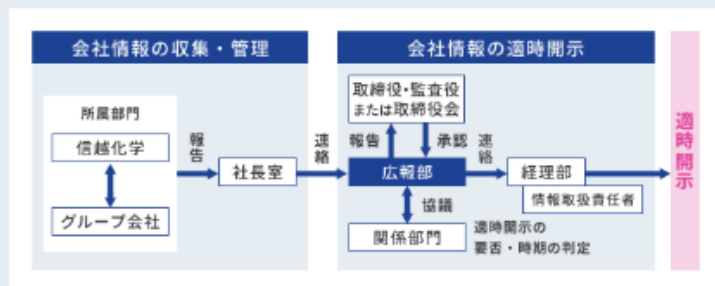 会社情報の収集・管理
所属部門
信越化学
グループ会社
報告
社長室
連絡
会社情報の適時開示
取締役・監査役
または取締役会
報告
承認
連絡
広報部
協議
関係部門
適時開示の
要否・時期の判定
経理部
情報取扱責任者
適時開示